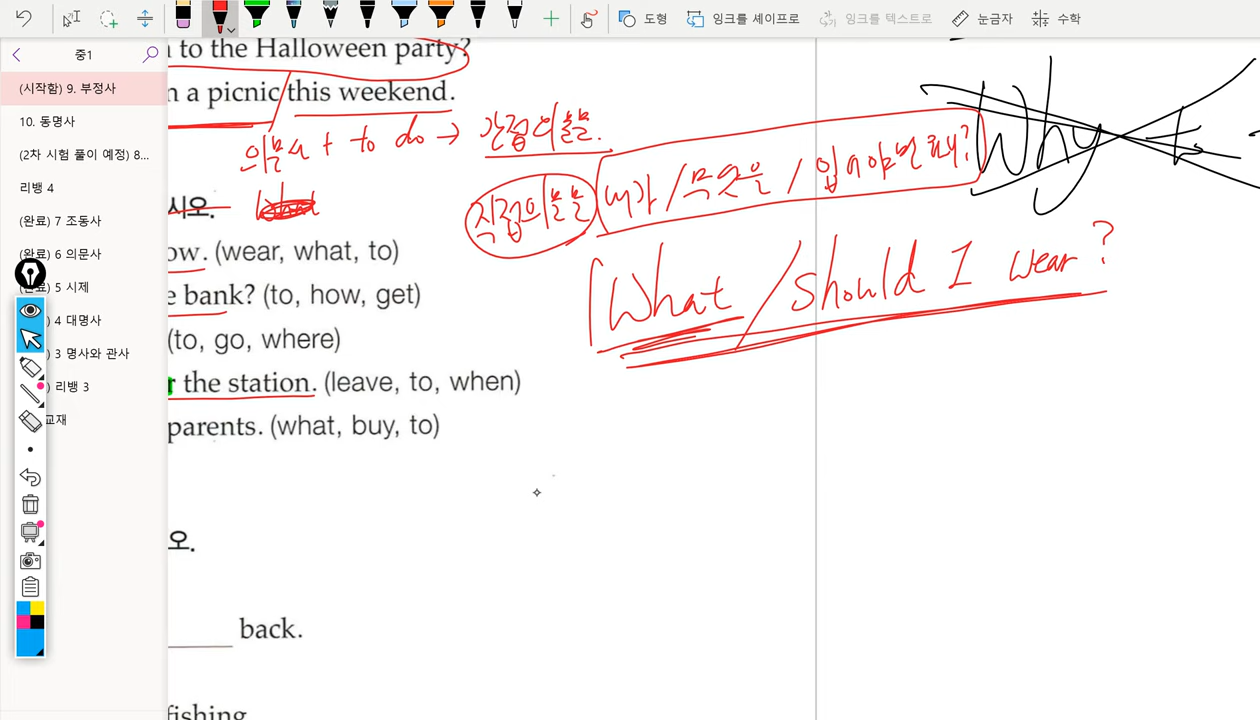 도형 잉크를 셰이프로 잉크를 텍스트로 눈금자 수학
중1
(시작함) 9. 부정사
10. 동명사
(2차 시험 풀이 예정) 8...
리뱅 4
(완료) 7 조동사
(완료) 6 의문사
) 5 시제
) 4 대명사
) 3 명사와 관사
) 리뱅 3
교재
to the Halloween party?
n a picnic/this weekend.
의문사 + to do → 간접의문문.
시오.
직접의문문 내가 / 무엇을 / 입어야만 하니?
Why to
What / should I wear?
ow. (wear, what, to)
e bank? (to, how, get)
(to, go, where)
r the station. (leave, to, when)
parents. (what, buy, to)
오.
back.
fishing